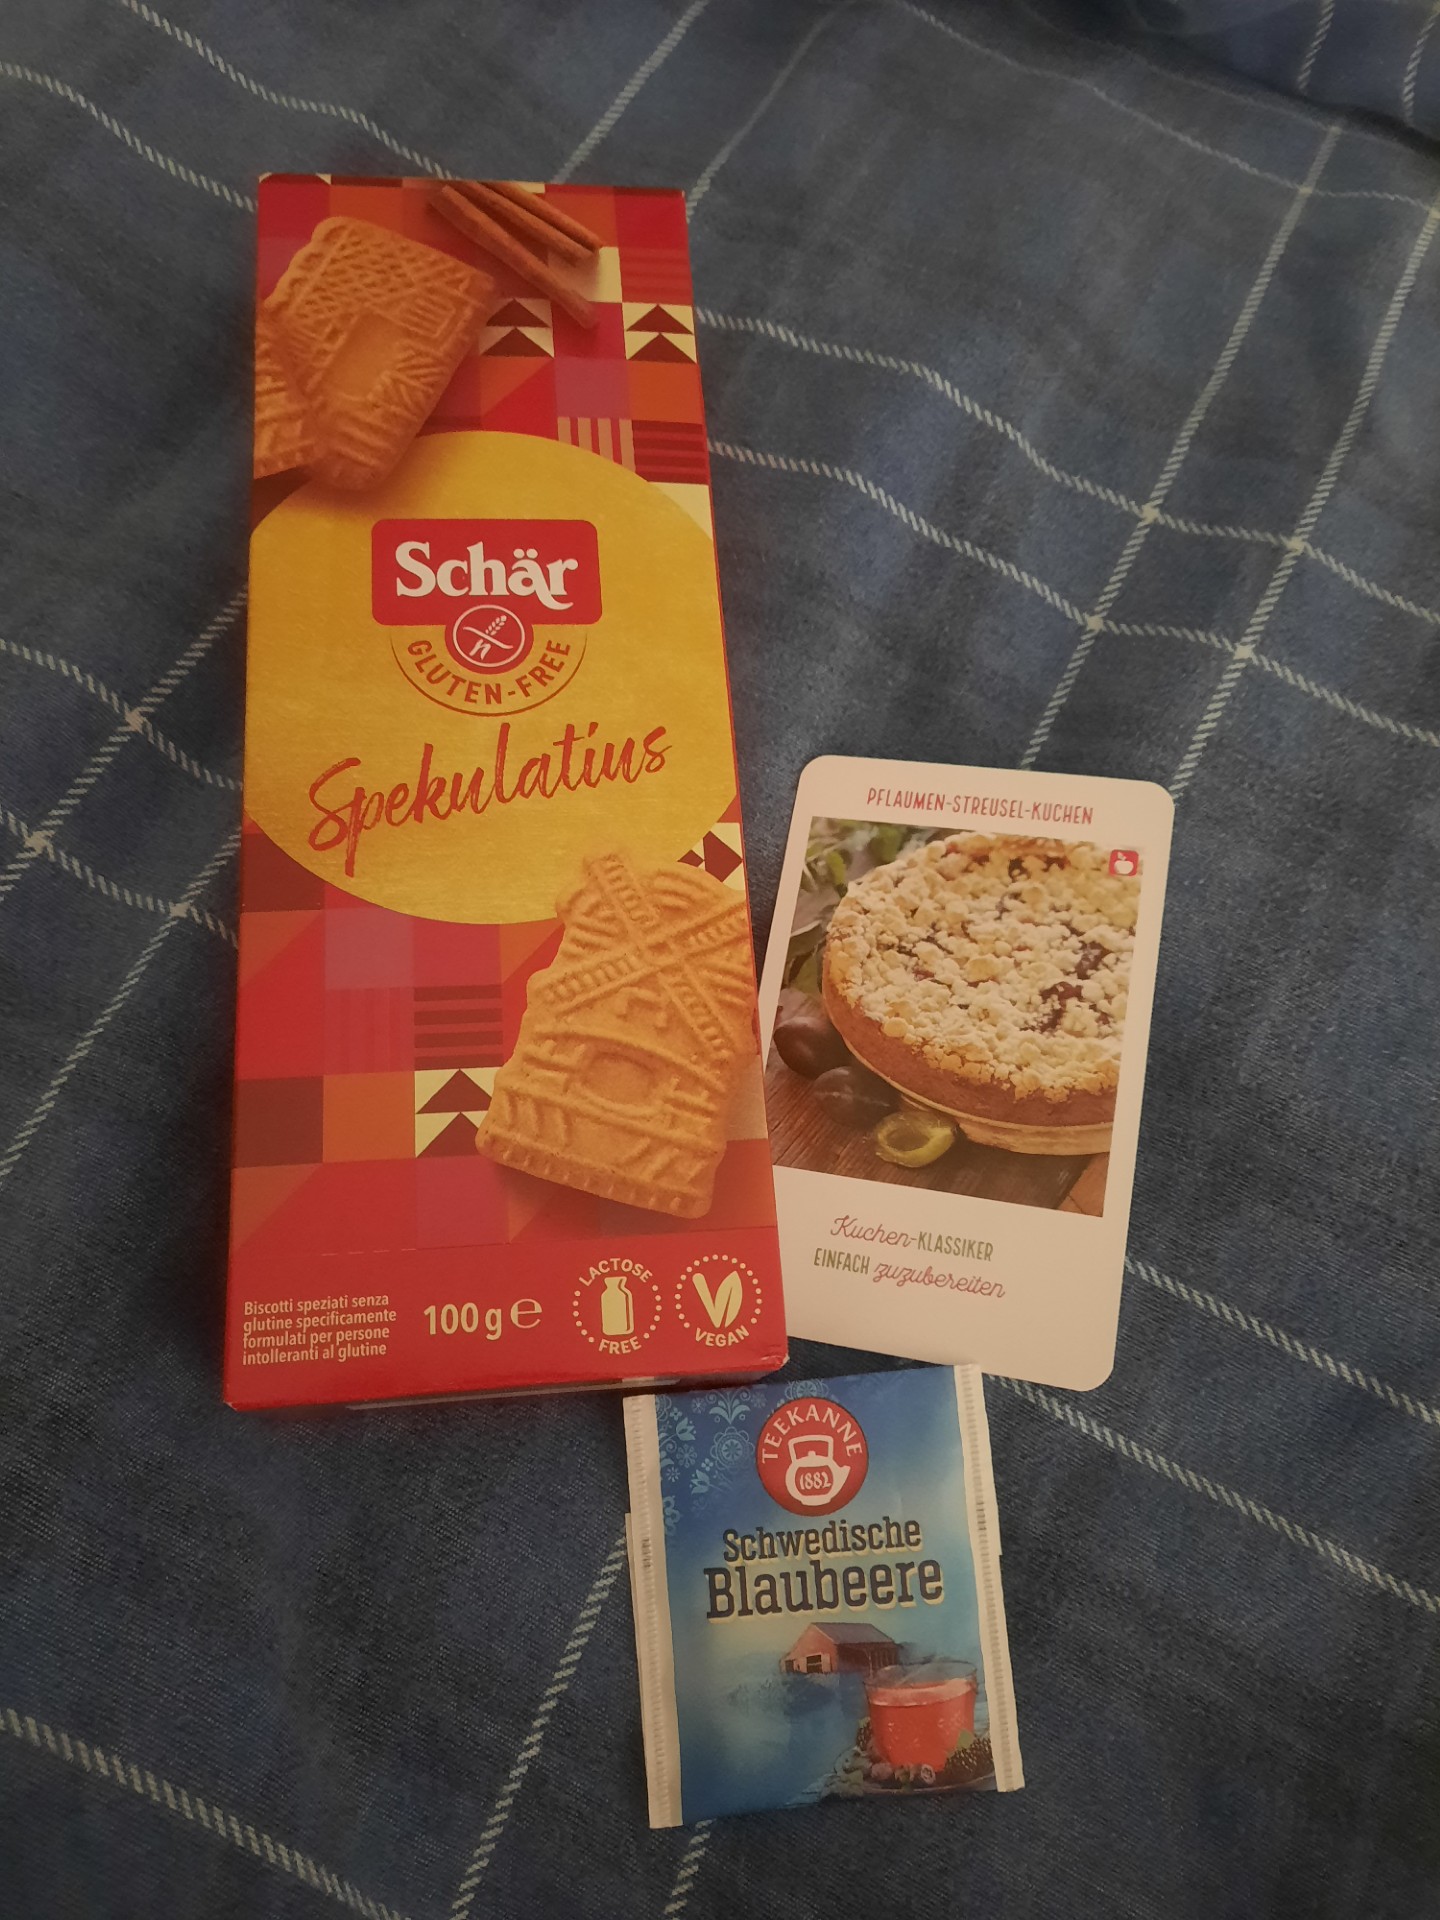 Schär
GLUTEN-FREE
Spekulatius
Biscotti speziati senza
glutine specificamente
formulati per persone
intolleranti al glutine
100 g e
LACTOSE
FREE
VEGAN
PFLAUMEN-STREUSEL-KUCHEN
Kuchen-KLASSIKER
EINFACH zuzubereiten
TEEKANNE
1882
Schwedische
Blaubeere